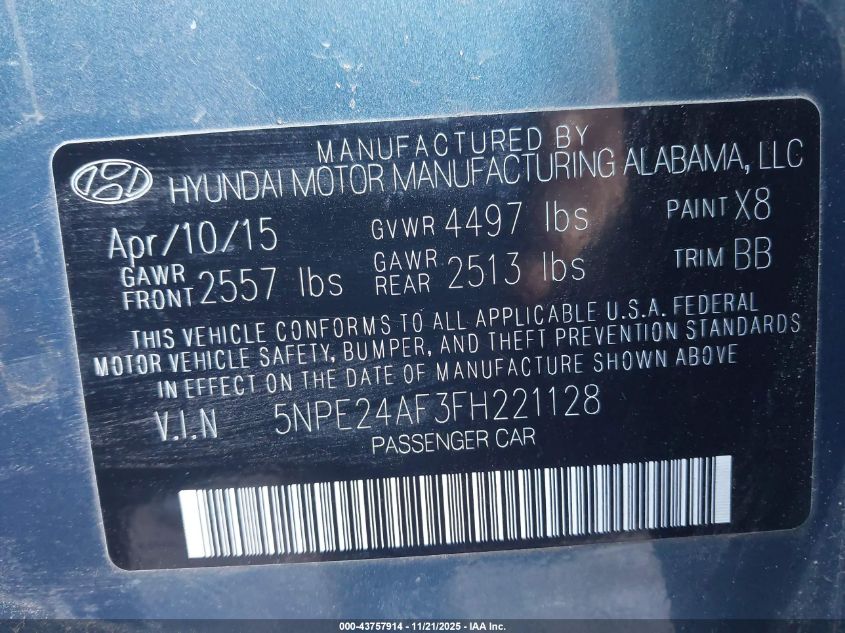 MANUFACTURED BY
HYUNDAI MOTOR MANUFACTURING ALABAMA, LLC
Apr/10/15 GVWR 4497 lbs PAINT X8
GAWR FRONT 2557 lbs GAWR REAR 2513 lbs TRIM BB
THIS VEHICLE CONFORMS TO ALL APPLICABLE U.S.A. FEDERAL
MOTOR VEHICLE SAFETY, BUMPER, AND THEFT PREVENTION STANDARDS
IN EFFECT ON THE DATE OF MANUFACTURE SHOWN ABOVE
V.I.N 5NPE24AF3FH221128
PASSENGER CAR
000-43757914 - 11/21/2025 - IAA Inc.